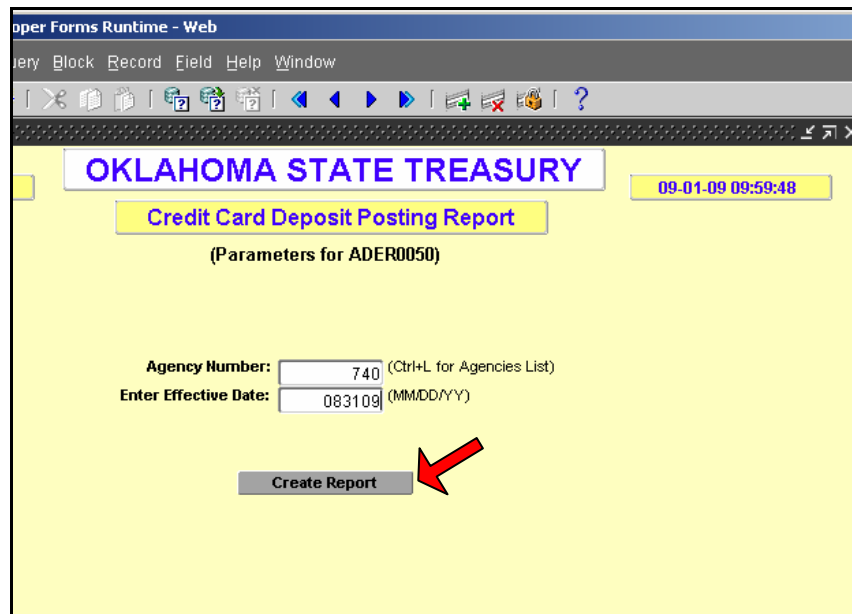 oper Forms Runtime - Web
uery Block Record Field Help Window
OKLAHOMA STATE TREASURY
09-01-09 09:59:48
Credit Card Deposit Posting Report
(Parameters for ADER0050)
Agency Number: 740 (Ctrl+L for Agencies List)
Enter Effective Date: 083109 (MM/DD/YY)
Create Report